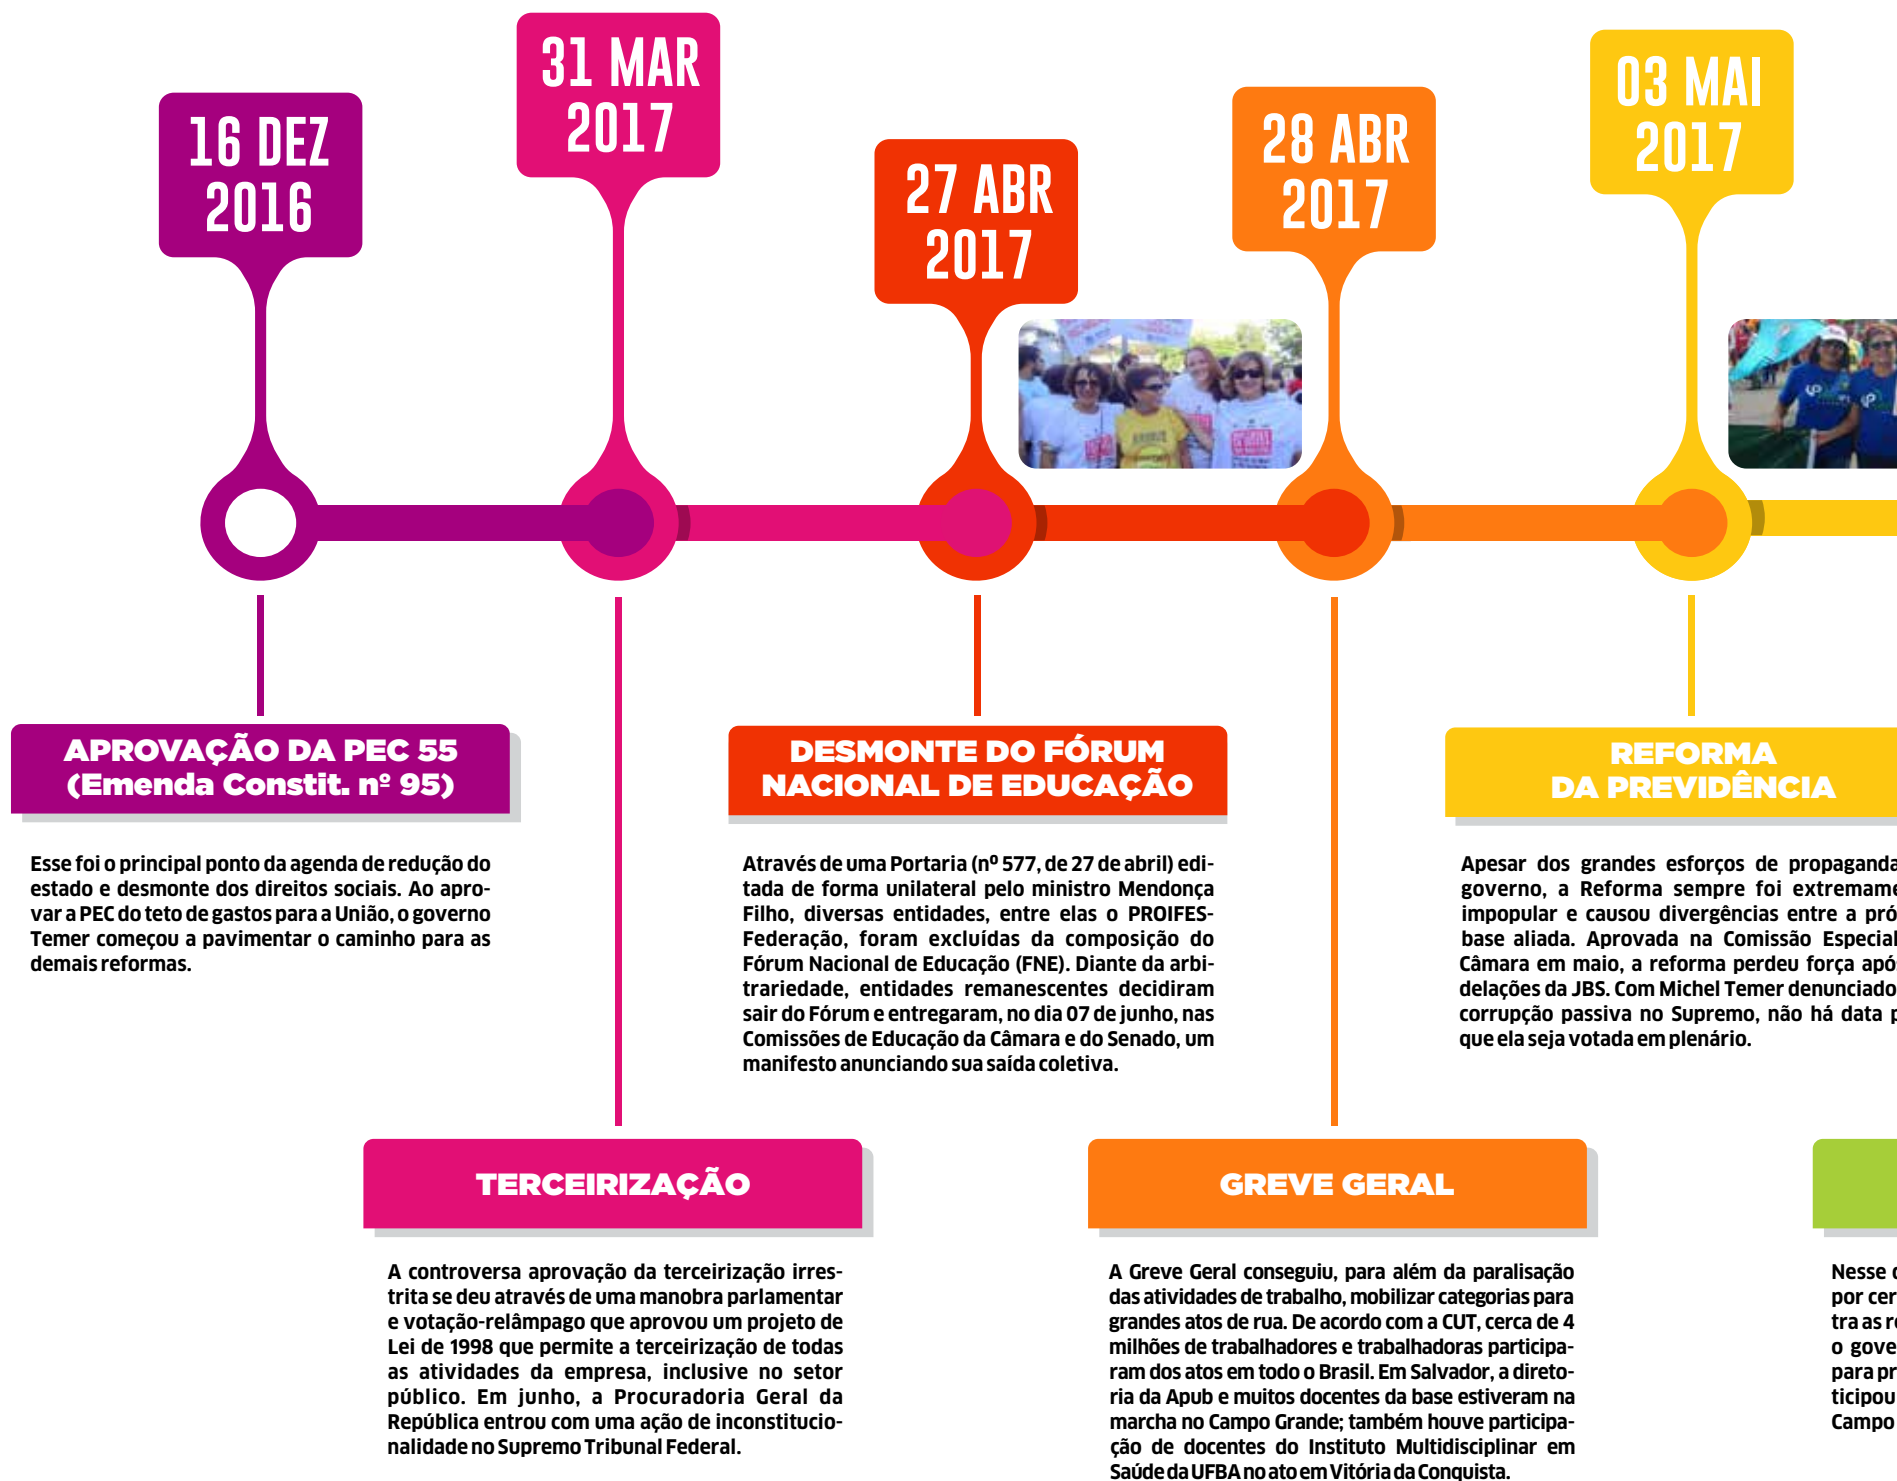 16 DEZ
2016
31 MAR
2017
27 ABR
2017
28 ABR
2017
03 MAI
2017
APROVAÇÃO DA PEC 55
(Emenda Constit. nº 95)
Esse foi o principal ponto da agenda de redução do
estado e desmonte dos direitos sociais. Ao apro-
var a PEC do teto de gastos para a União, o governo
Temer começou a pavimentar o caminho para as
demais reformas.
TERCEIRIZAÇÃO
A controversa aprovação da terceirização irres-
trita se deu através de uma manobra parlamentar
e votação-relâmpago que aprovou um projeto de
Lei de 1998 que permite a terceirização de todas
as atividades da empresa, inclusive no setor
público. Em junho, a Procuradoria Geral da
República entrou com uma ação de inconstitucio-
nalidade no Supremo Tribunal Federal.
DESMONTE DO FÓRUM
NACIONAL DE EDUCAÇÃO
Através de uma Portaria (nº 577, de 27 de abril) edi-
tada de forma unilateral pelo ministro Mendonça
Filho, diversas entidades, entre elas o PROIFES-
Federação, foram excluídas da composição do
Fórum Nacional de Educação (FNE). Diante da arbi-
trariedade, entidades remanescentes decidiram
sair do Fórum e entregaram, no dia 07 de junho, nas
Comissões de Educação da Câmara e do Senado, um
manifesto anunciando sua saída coletiva.
GREVE GERAL
A Greve Geral conseguiu, para além da paralisação
das atividades de trabalho, mobilizar categorias para
grandes atos de rua. De acordo com a CUT, cerca de 4
milhões de trabalhadores e trabalhadoras participa-
ram dos atos em todo o Brasil. Em Salvador, a direto-
ria da Apub e muitos docentes da base estiveram na
marcha no Campo Grande; também houve participa-
ção de docentes do Instituto Multidisciplinar em
Saúde da UFBA no ato em Vitória da Conquista.
REFORMA
DA PREVIDÊNCIA
Apesar dos grandes esforços de propaganda
governo, a Reforma sempre foi extremame
impopular e causou divergências entre a pró
base aliada. Aprovada na Comissão Especial
Câmara em maio, a reforma perdeu força após
delações da JBS. Com Michel Temer denunciado
corrupção passiva no Supremo, não há data p
que ela seja votada em plenário.
Nesse d
por cer
tra as re
o gove
para pr
ticipou
Campo